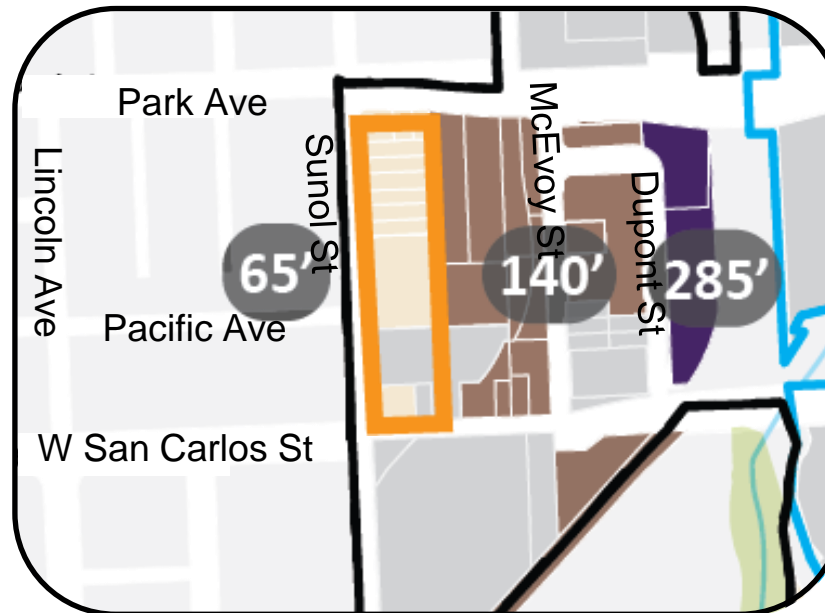 Park Ave
McEvoy St
Sunol St
Lincoln Ave
Dupont St
65’
140’
285’
Pacific Ave
W San Carlos St